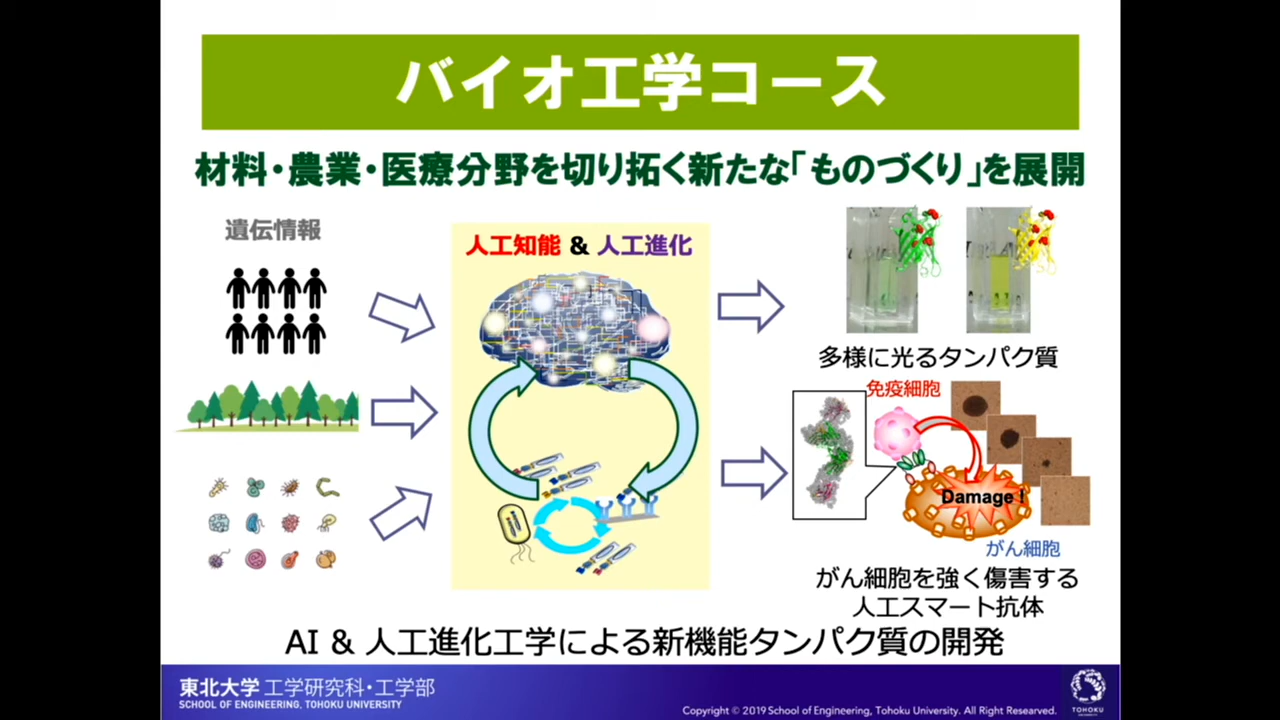 バイオ工学コース
材料・農業・医療分野を切り拓く新たな「ものづくり」を展開
遺伝情報
人工知能 & 人工進化
多様に光るタンパク質
免疫細胞
Damage !
がん細胞
がん細胞を強く傷害する
人工スマート抗体
AI & 人工進化工学による新機能タンパク質の開発
東北大学 工学研究科・工学部
SCHOOL OF ENGINEERING, TOHOKU UNIVERSITY
Copyright © 2019 School of Engineering, Tohoku University. All Right Reserved.
TOHOKU